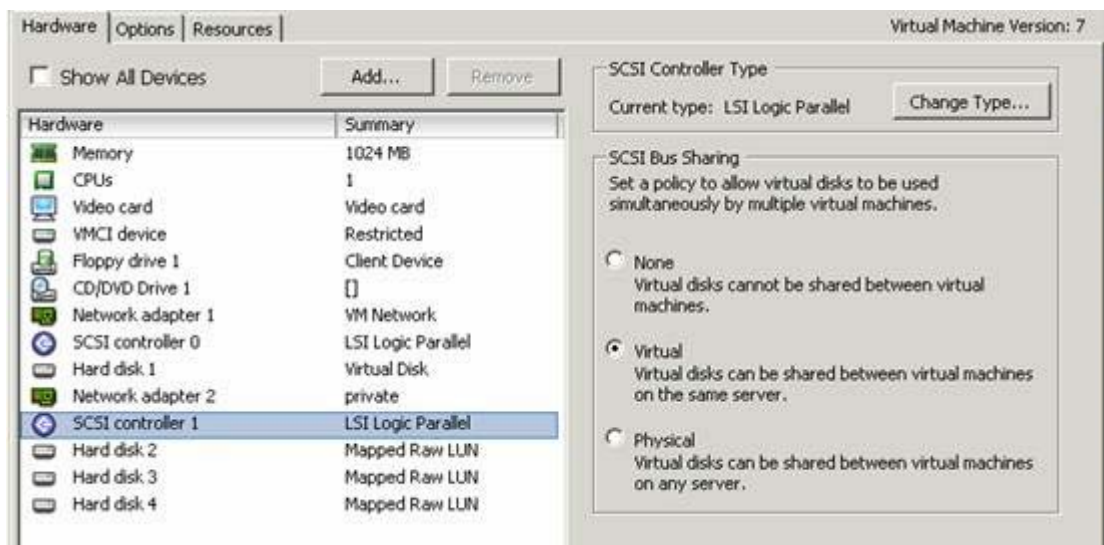 Hardware Options Resources Virtual Machine Version: 7
Show All Devices Add... Remove
Hardware Summary
Memory 1024 MB
CPUs 1
Video card Video card
VMCI device Restricted
Floppy drive 1 Client Device
CD/DVD Drive 1 []
Network adapter 1 VM Network
SCSI controller 0 LSI Logic Parallel
Hard disk 1 Virtual Disk
Network adapter 2 private
SCSI controller 1 LSI Logic Parallel
Hard disk 2 Mapped Raw LUN
Hard disk 3 Mapped Raw LUN
Hard disk 4 Mapped Raw LUN
SCSI Controller Type
Current type: LSI Logic Parallel Change Type...
SCSI Bus Sharing
Set a policy to allow virtual disks to be used
simultaneously by multiple virtual machines.
None
Virtual disks cannot be shared between virtual
machines.
Virtual
Virtual disks can be shared between virtual machines
on the same server.
Physical
Virtual disks can be shared between virtual machines
on any server.